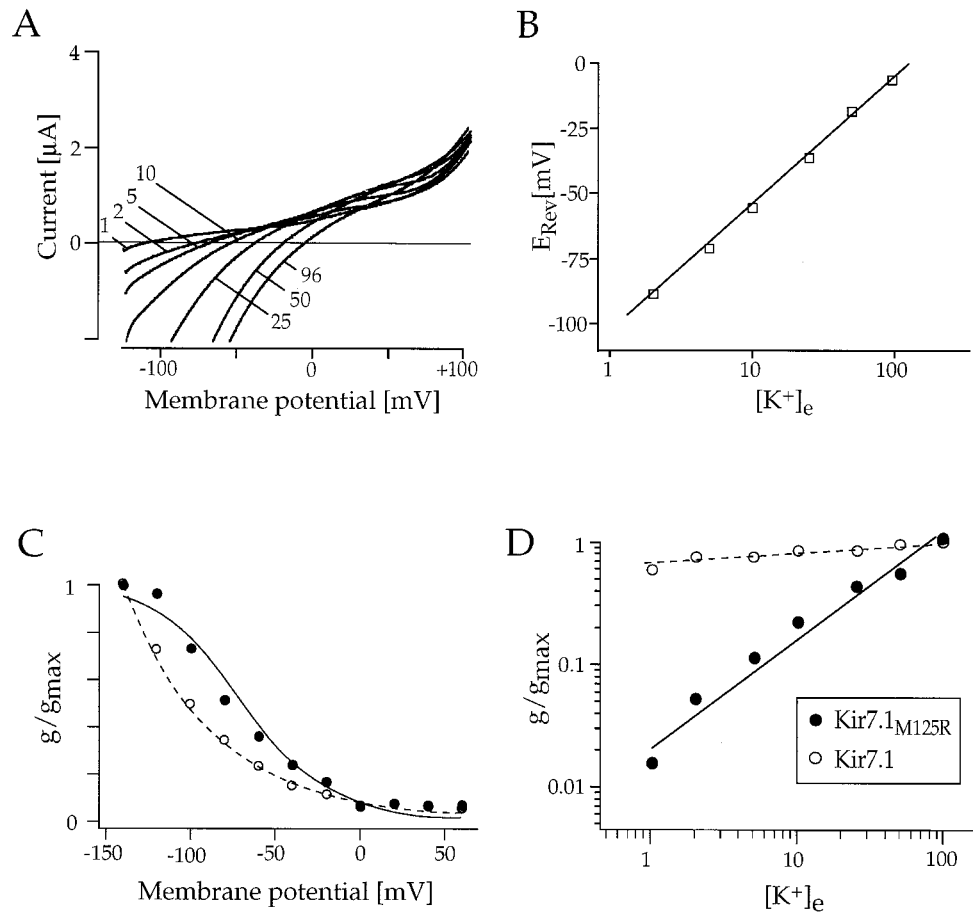 A
4
2
0
Current [μA]
1
2
5
10
25
50
96
-100
0
+100
Membrane potential [mV]
B
0
-25
-50
-75
-100
E_Rev[mV]
1
10
100
[K⁺]e
C
1
0
g/gmax
-150
-100
-50
0
50
Membrane potential [mV]
D
1
0.1
0.01
g/gmax
Kir7.1M125R
Kir7.1
1
10
100
[K⁺]e